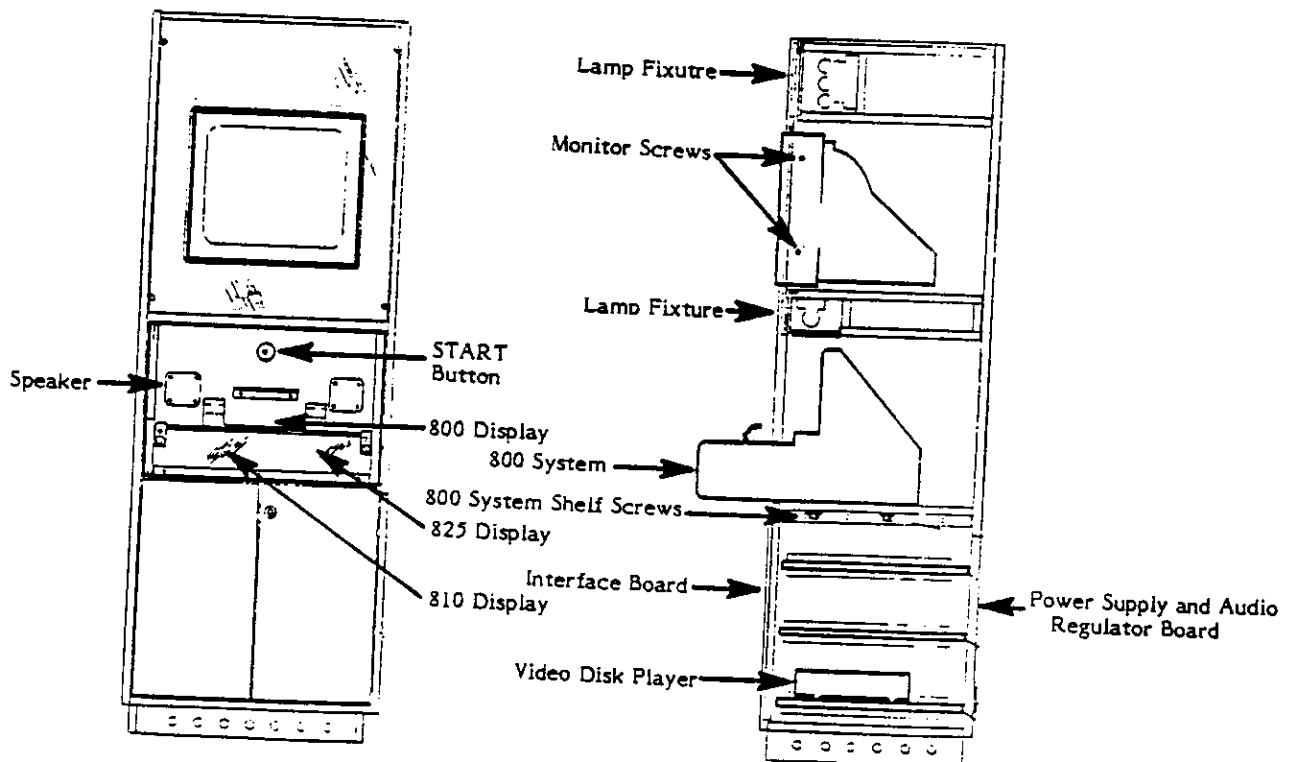 Lamp Fixutre
Monitor Screws
Lamp Fixture
START
Button
Speaker
800 Display
800 System
800 System Shelf Screws
825 Display
Interface Board
810 Display
Power Supply and Audio
Regulator Board
Video Disk Player